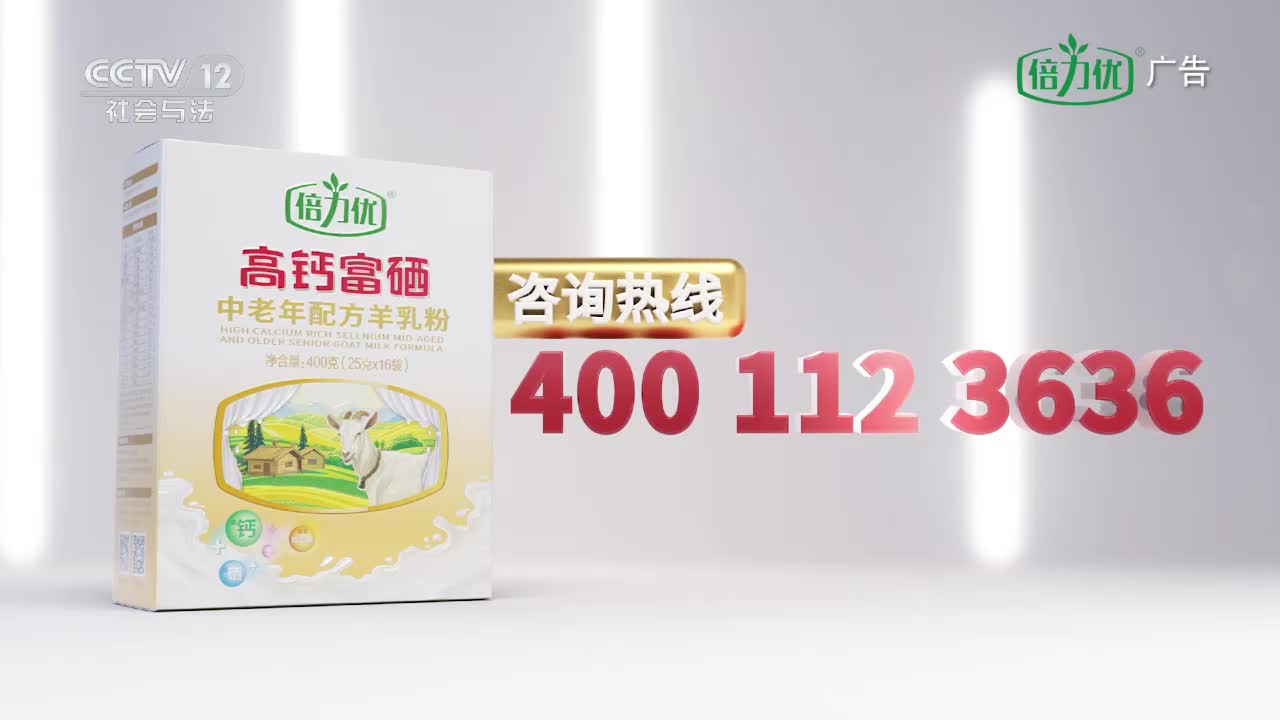 CCTV 12
社会与法
倍力优® 广告
倍力优®
高钙富硒
中老年配方羊乳粉
HIGH CALCIUM RICH SELLNIUM MID-AGED
AND OLDER SENIOR GOAT MILK FORMULA
净含量:400克(25克x16袋)
钙
硒
咨询热线
400 112 3636